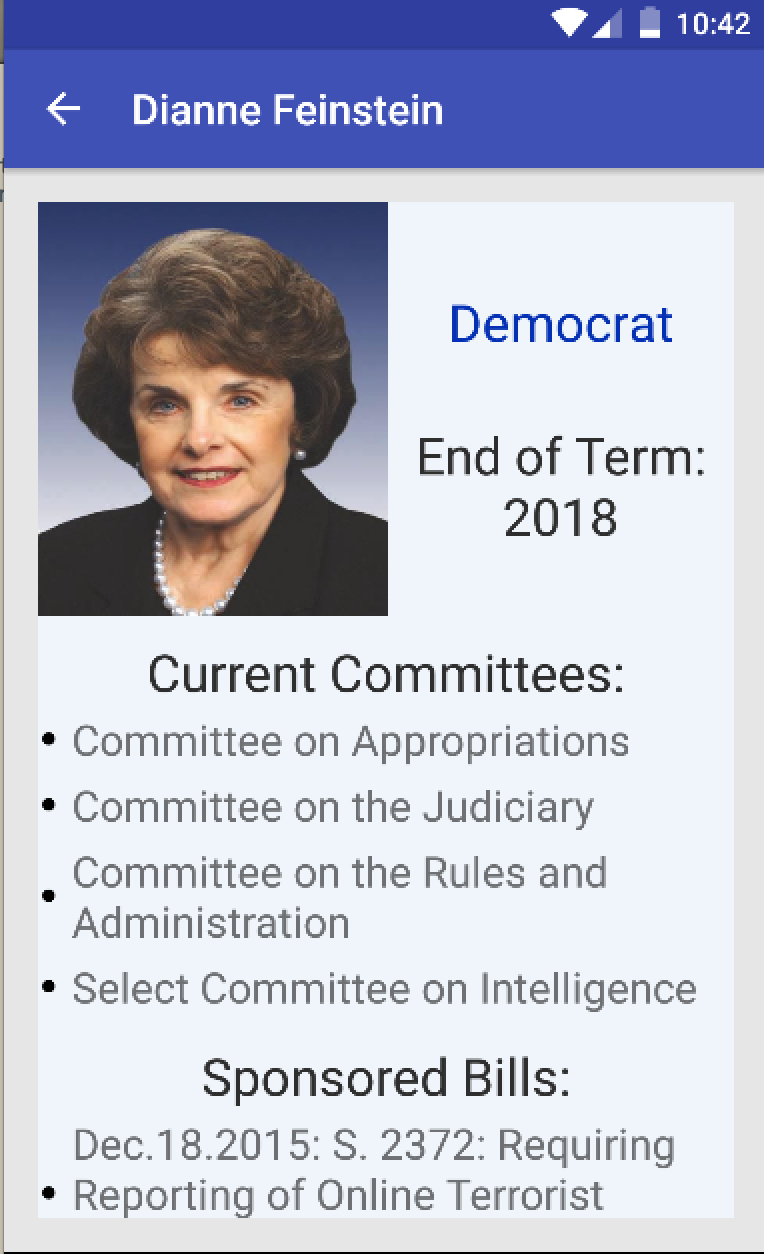 10:42
Dianne Feinstein
Democrat
End of Term:
2018
Current Committees:
• Committee on Appropriations
• Committee on the Judiciary
• Committee on the Rules and
Administration
• Select Committee on Intelligence
Sponsored Bills:
Dec.18.2015: S. 2372: Requiring
• Reporting of Online Terrorist